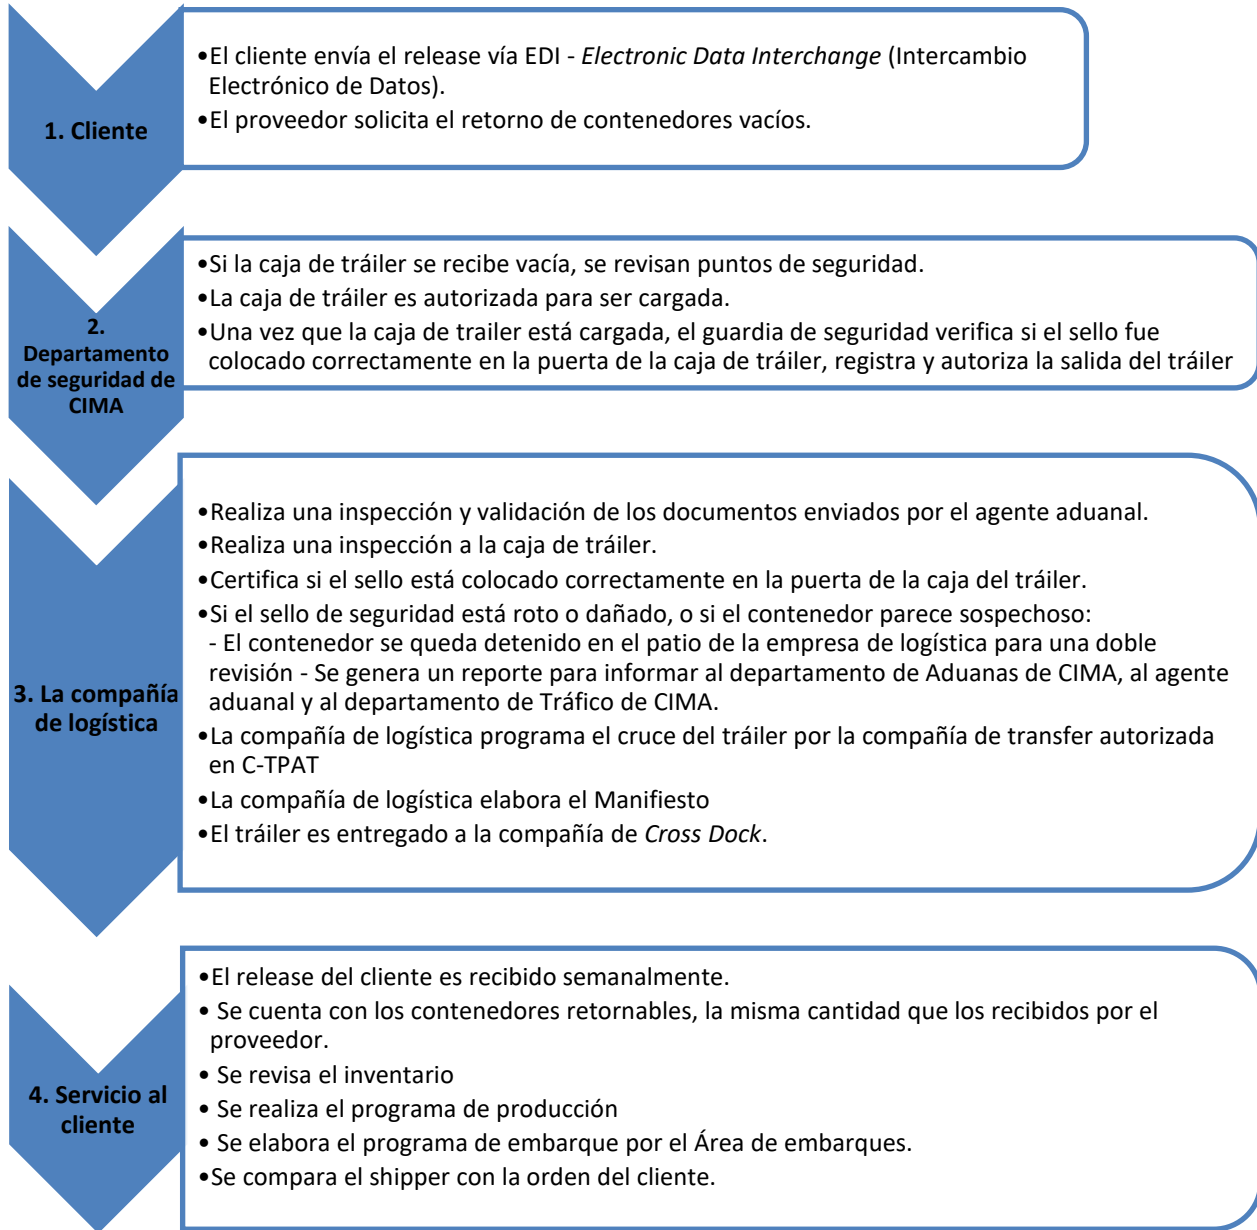 1. Cliente
•El cliente envía el release vía EDI - Electronic Data Interchange (Intercambio
Electrónico de Datos).
•El proveedor solicita el retorno de contenedores vacíos.
2.
Departamento
de seguridad de
CIMA
•Si la caja de tráiler se recibe vacía, se revisan puntos de seguridad.
•La caja de tráiler es autorizada para ser cargada.
•Una vez que la caja de trailer está cargada, el guardia de seguridad verifica si el sello fue
colocado correctamente en la puerta de la caja de tráiler, registra y autoriza la salida del tráiler
3. La compañía
de logística
•Realiza una inspección y validación de los documentos enviados por el agente aduanal.
•Realiza una inspección a la caja de tráiler.
•Certifica si el sello está colocado correctamente en la puerta de la caja del tráiler.
•Si el sello de seguridad está roto o dañado, o si el contenedor parece sospechoso:
- El contenedor se queda detenido en el patio de la empresa de logística para una doble
revisión - Se genera un reporte para informar al departamento de Aduanas de CIMA, al agente
aduanal y al departamento de Tráfico de CIMA.
•La compañía de logística programa el cruce del tráiler por la compañía de transfer autorizada
en C-TPAT
•La compañía de logística elabora el Manifiesto
•El tráiler es entregado a la compañía de Cross Dock.
4. Servicio al
cliente
•El release del cliente es recibido semanalmente.
• Se cuenta con los contenedores retornables, la misma cantidad que los recibidos por el
proveedor.
• Se revisa el inventario
• Se realiza el programa de producción
• Se elabora el programa de embarque por el Área de embarques.
•Se compara el shipper con la orden del cliente.